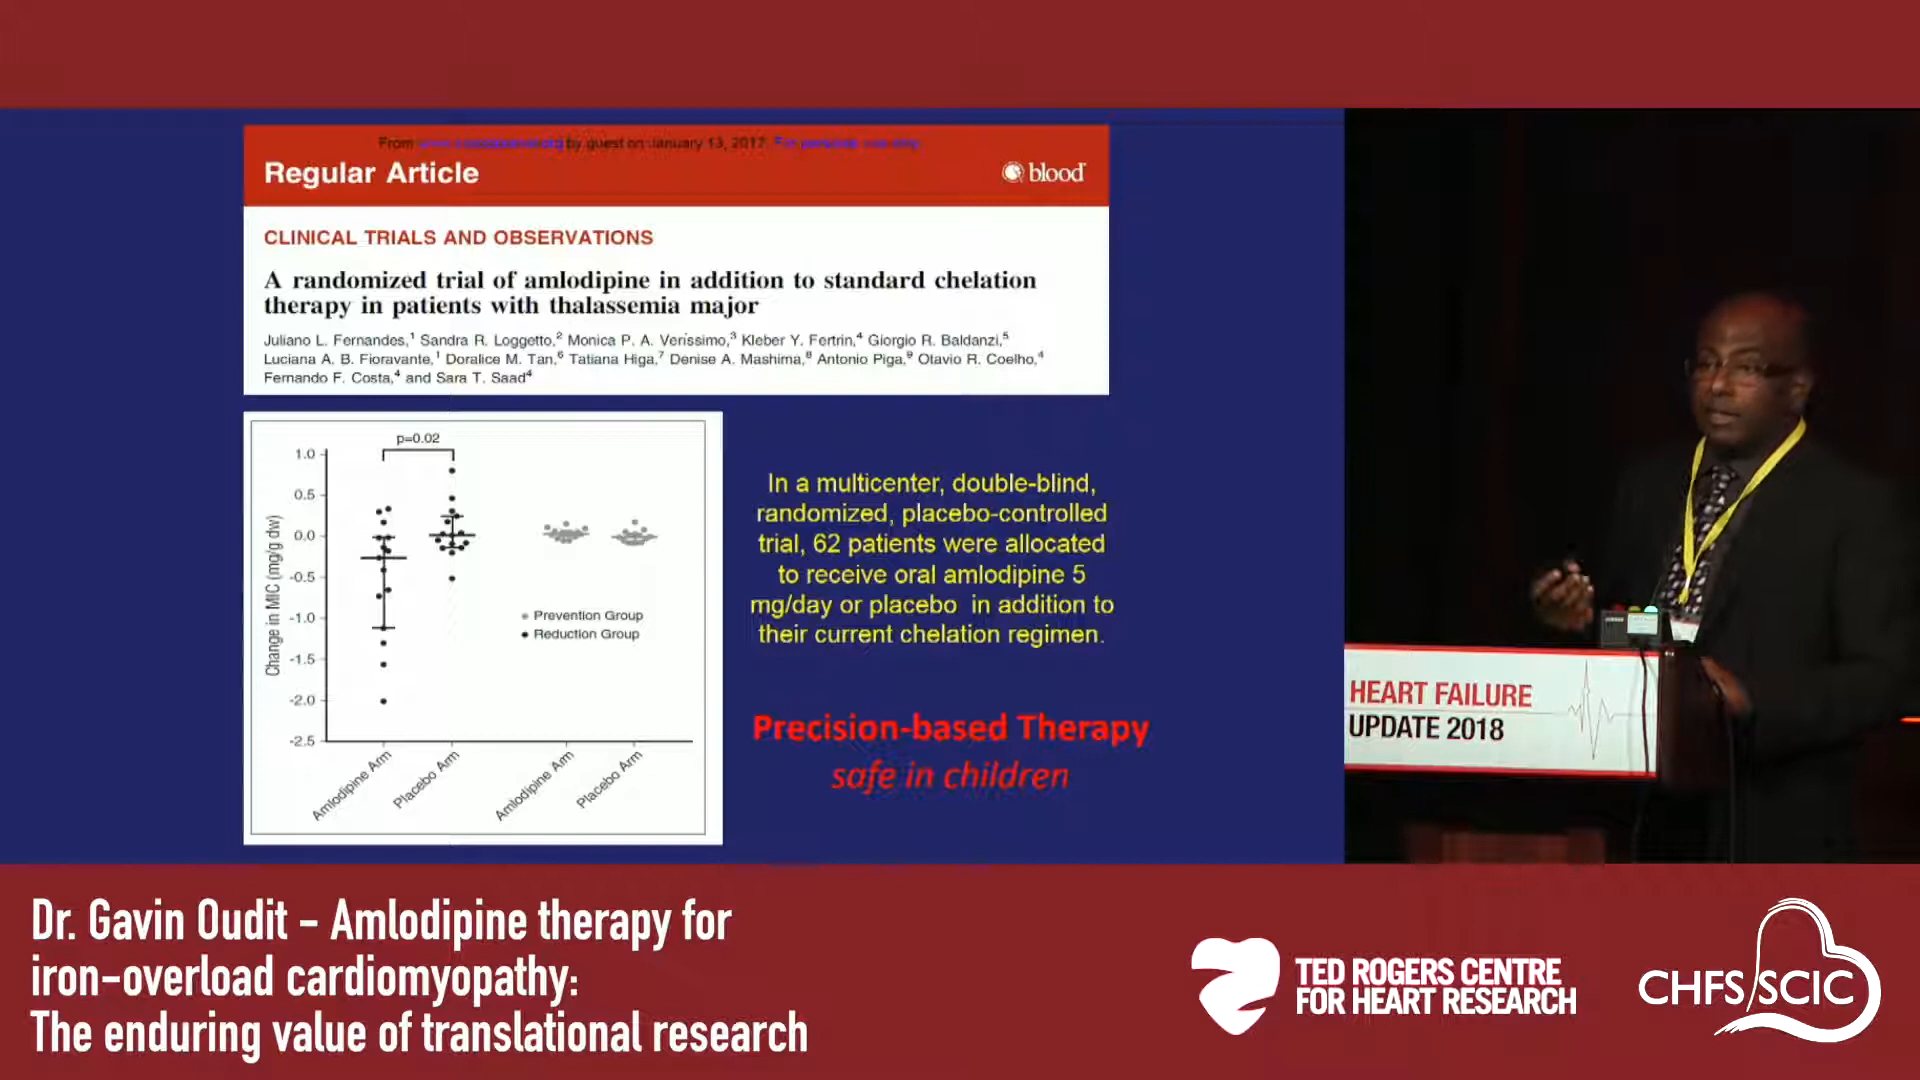 From by guest on January 13, 2017. For personal use only.
Regular Article
blood
CLINICAL TRIALS AND OBSERVATIONS
A randomized trial of amlodipine in addition to standard chelation
therapy in patients with thalassemia major
Juliano L. Fernandes,¹ Sandra R. Loggetto,² Monica P. A. Veríssimo,³ Kleber Y. Fertrin,⁴ Giorgio R. Baldanzi,⁵
Luciana A. B. Fioravante,¹ Doralice M. Tan,⁶ Tatiana Higa,⁷ Denise A. Mashima,⁸ Antonio Piga,⁹ Otavio R. Coelho,⁴
Fernando F. Costa,⁴ and Sara T. Saad⁴
p=0.02
1.0
0.5
0.0
-0.5
-1.0
-1.5
-2.0
-2.5
Change in MIC (mg/g dw)
Prevention Group
Reduction Group
Amlodipine Arm
Placebo Arm
Amlodipine Arm
Placebo Arm
In a multicenter, double-blind,
randomized, placebo-controlled
trial, 62 patients were allocated
to receive oral amlodipine 5
mg/day or placebo in addition to
their current chelation regimen.
Precision-based Therapy
safe in children
HEART FAILURE
UPDATE 2018
Dr. Gavin Oudit - Amlodipine therapy for
iron-overload cardiomyopathy:
The enduring value of translational research
TED ROGERS CENTRE
FOR HEART RESEARCH
CHFS/SCIC